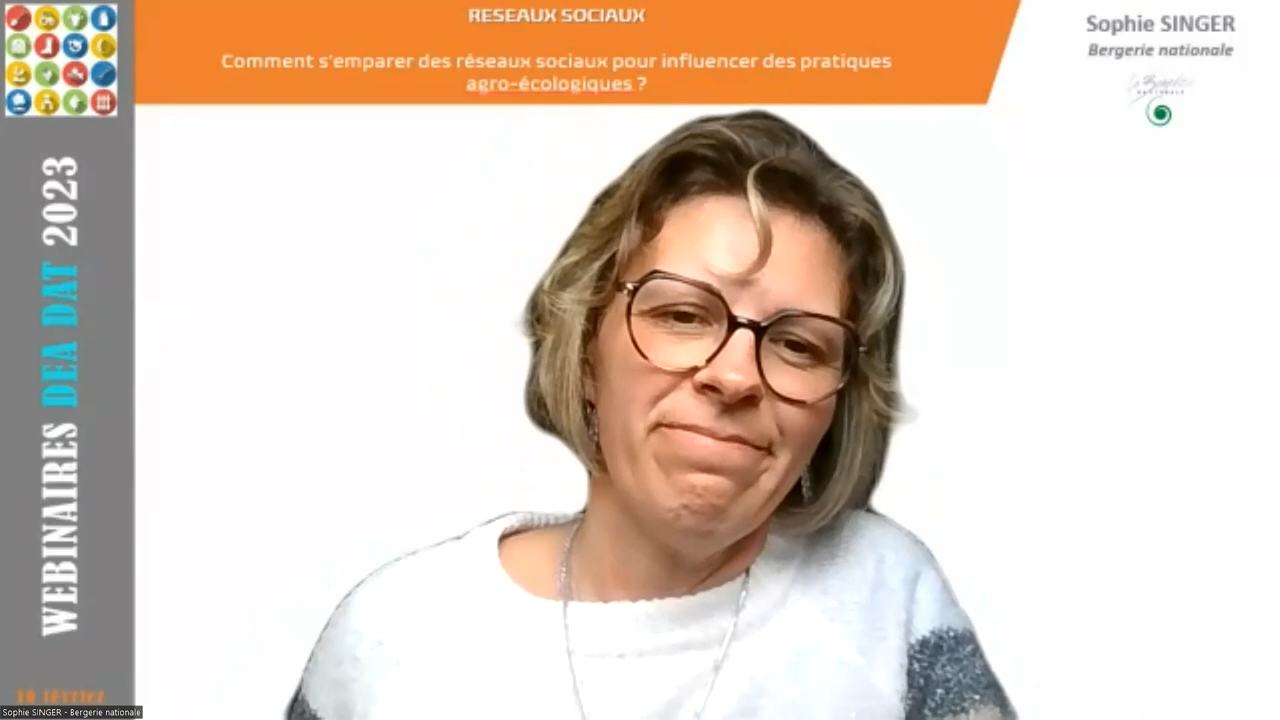 RESEAUX SOCIAUX
Comment s'emparer des réseaux sociaux pour influencer des pratiques
agro-écologiques ?
Sophie SINGER
Bergerie nationale
WEBINAIRES DEA DAT 2023
Sophie SINGER - Bergerie nationale